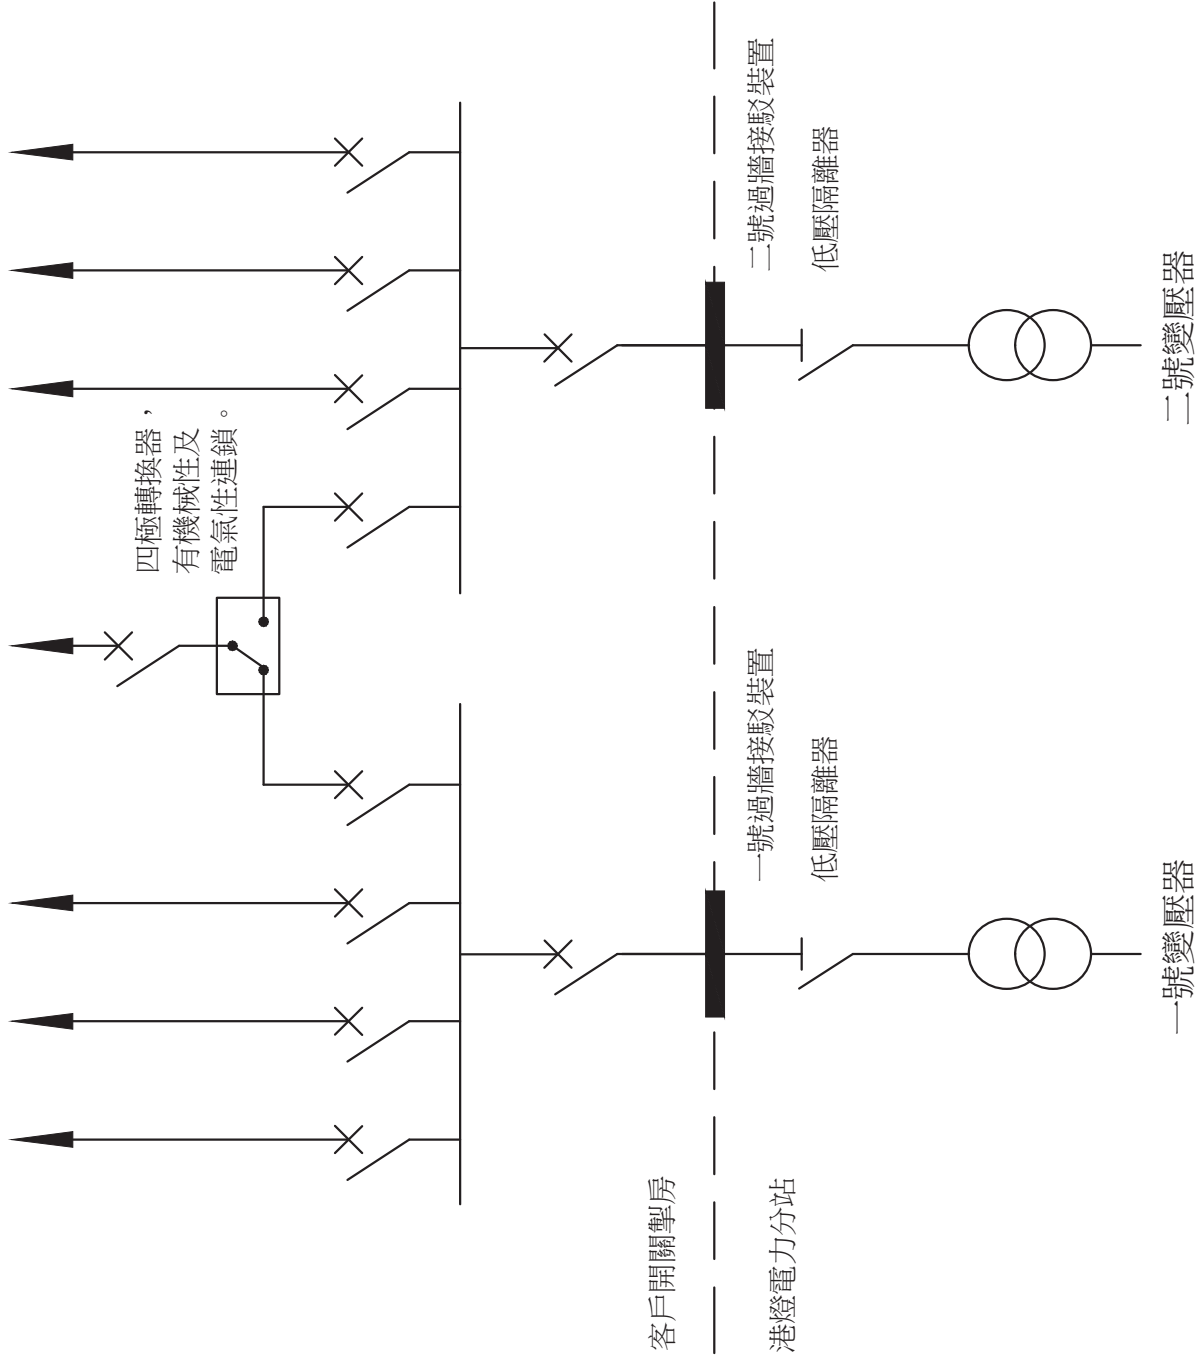 四極轉換器，
有機械性及
電氣性連鎖。
客戶開關掣房
港燈電力分站
一號過牆接駁裝置
低壓隔離器
一號變壓器
二號過牆接駁裝置
低壓隔離器
二號變壓器